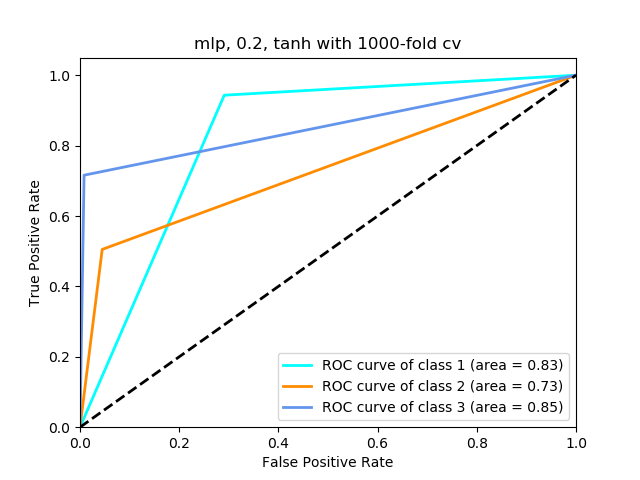 mlp, 0.2, tanh with 1000-fold cv
1.0
0.8
0.6
0.4
0.2
0.0
True Positive Rate
ROC curve of class 1 (area = 0.83)
ROC curve of class 2 (area = 0.73)
ROC curve of class 3 (area = 0.85)
0.0 0.2 0.4 0.6 0.8 1.0
False Positive Rate